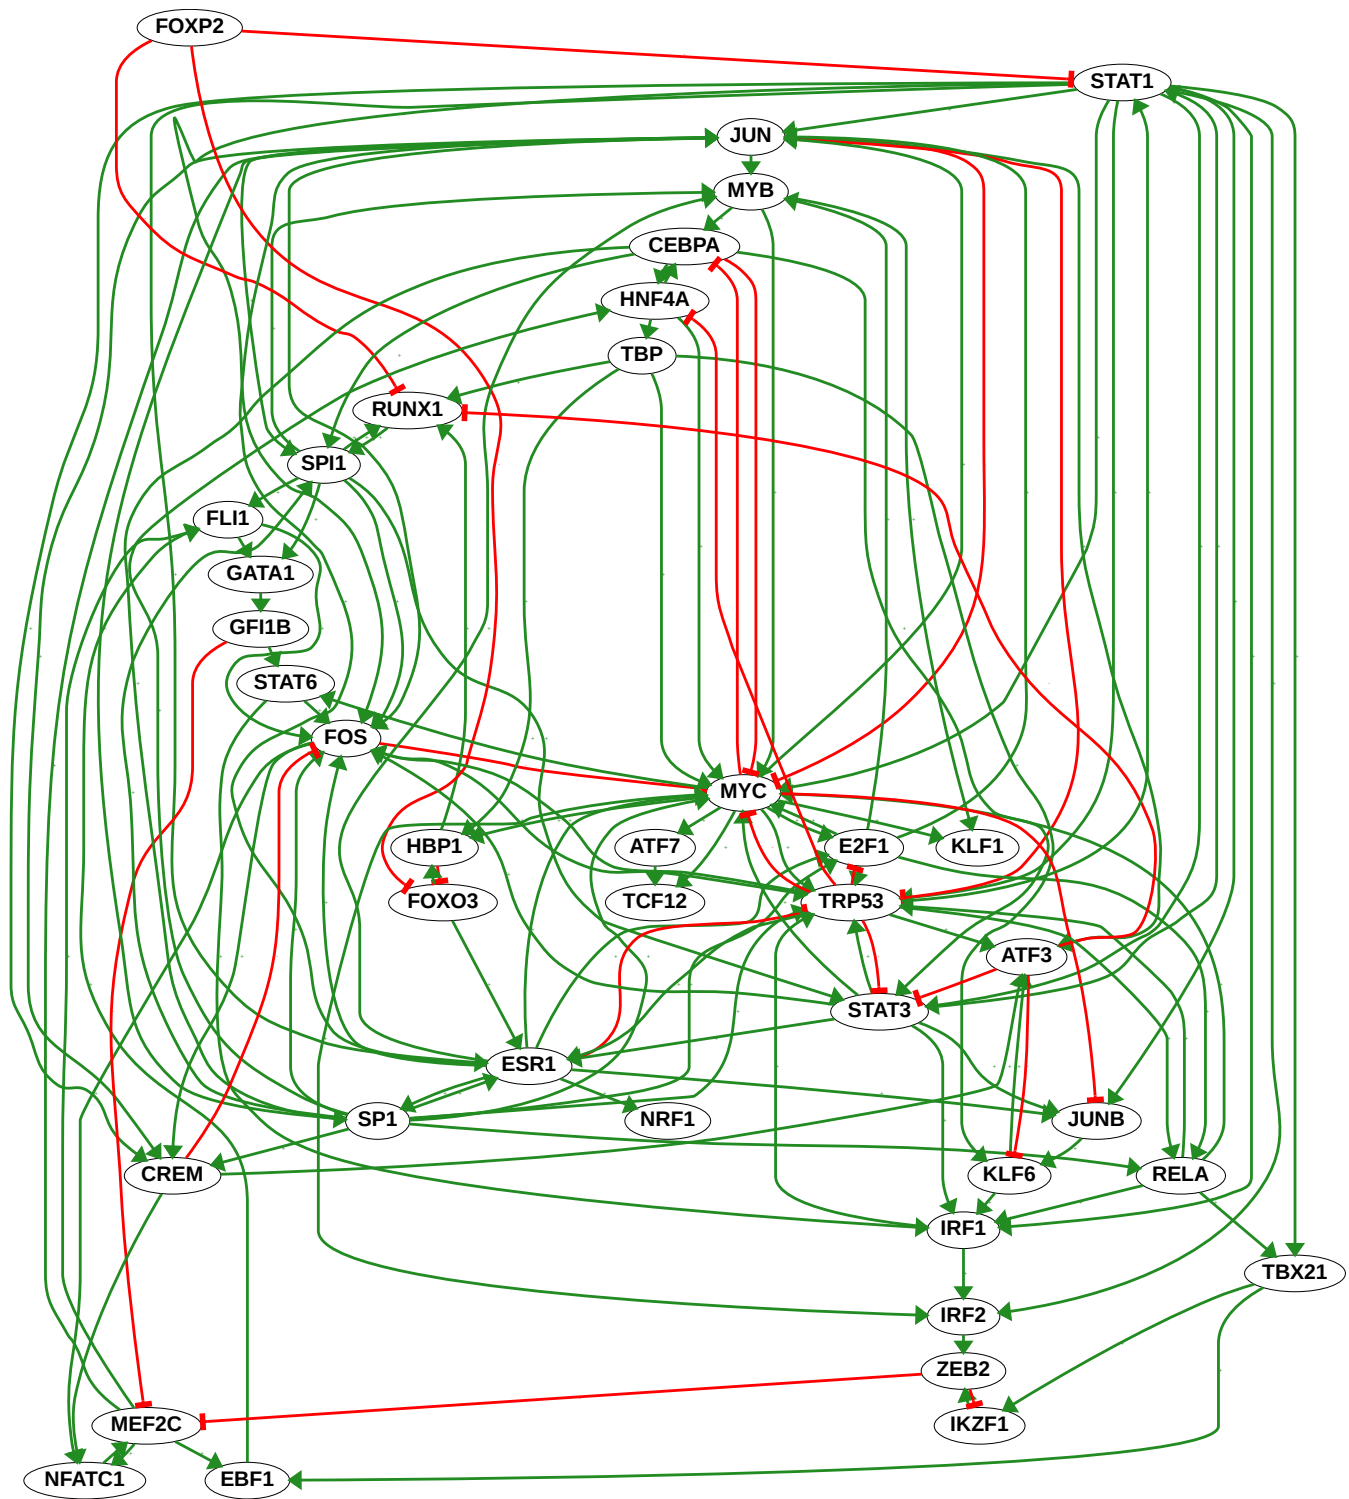 FOXP2
STAT1
JUN
MYB
CEBPA
HNF4A
TBP
RUNX1
SPI1
FLI1
GATA1
GFI1B
STAT6
FOS
MYC
HBP1
ATF7
E2F1
KLF1
FOXO3
TCF12
TRP53
ATF3
STAT3
ESR1
SP1
NRF1
JUNB
CREM
KLF6
RELA
IRF1
TBX21
IRF2
ZEB2
MEF2C
IKZF1
NFATC1
EBF1